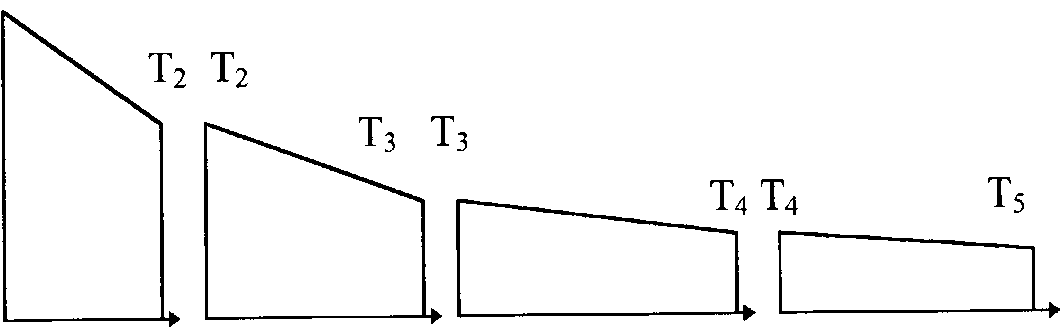 T₂ T₂
T₃ T₃
T₄ T₄
T₅